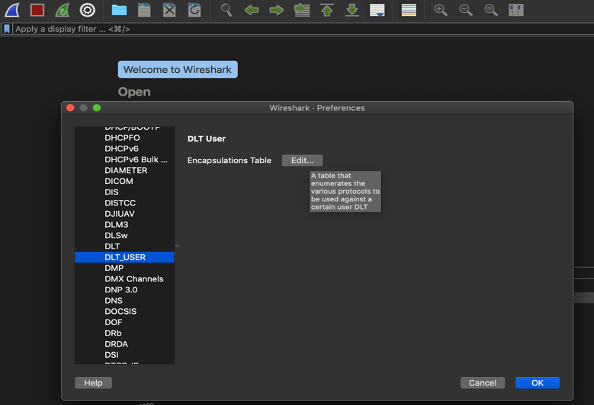 Apply a display filter ... <⌘/>
Welcome to Wireshark
Open
Wireshark · Preferences
DHCP/BOOTP
DHCPFO
DHCPv6
DHCPv6 Bulk ...
DIAMETER
DICOM
DIS
DISTCC
DJIUAV
DLM3
DLSw
DLT
DLT_USER
DMP
DMX Channels
DNP 3.0
DNS
DOCSIS
DOF
DRb
DRDA
DSI
DLT User
Encapsulations Table
Edit...
A table that
enumerates the
various protocols to
be used against a
certain user DLT
Help
Cancel
OK